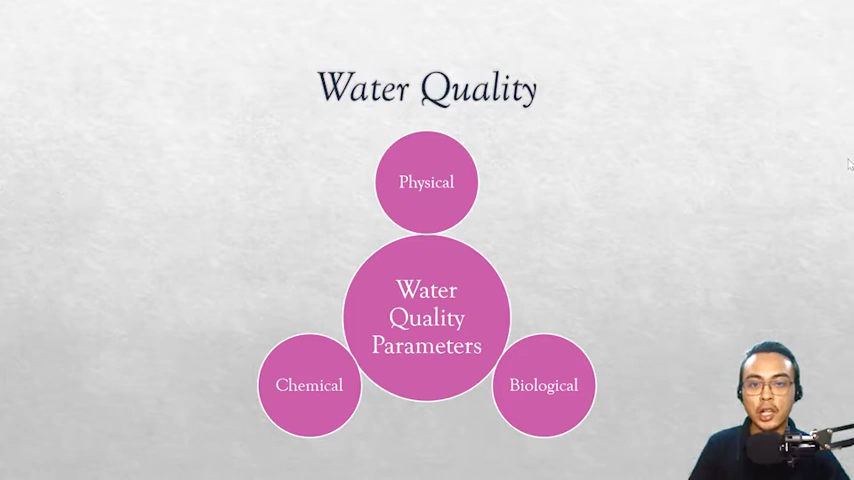 Water Quality
Physical
Water
Quality
Parameters
Chemical
Biological